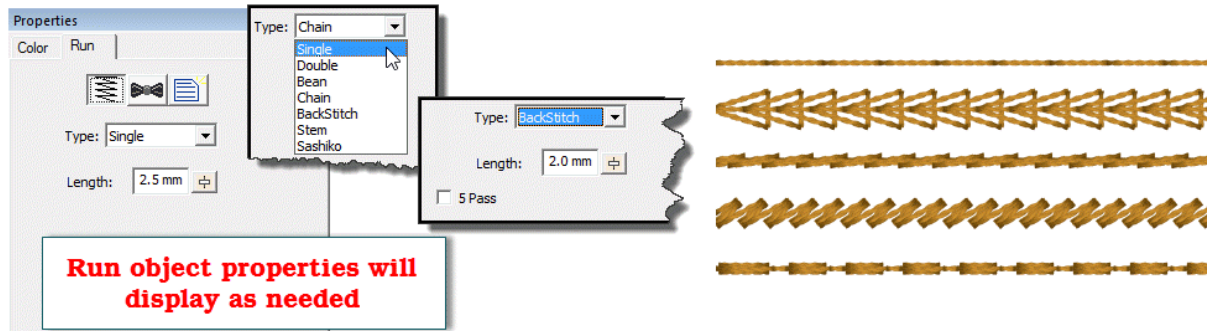 Properties
Color Run
Type: Single
Length: 2.5 mm
Type: Chain
Single
Double
Bean
Chain
BackStitch
Stem
Sashiko
Type: BackStitch
Length: 2.0 mm
5 Pass
Run object properties will
display as needed